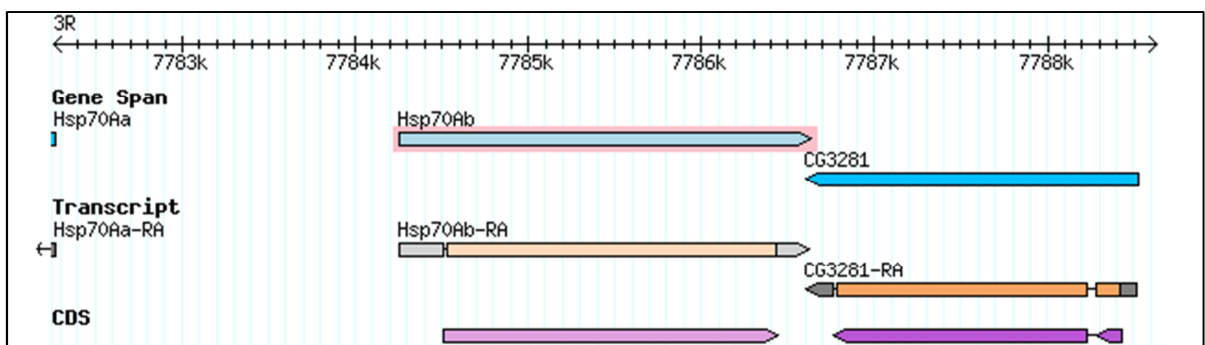 3R
7783k 7784k 7785k 7786k 7787k 7788k
Gene Span
Hsp70Aa Hsp70Ab
CG3281
Transcript
Hsp70Aa-RA Hsp70Ab-RA
CG3281-RA
CDS